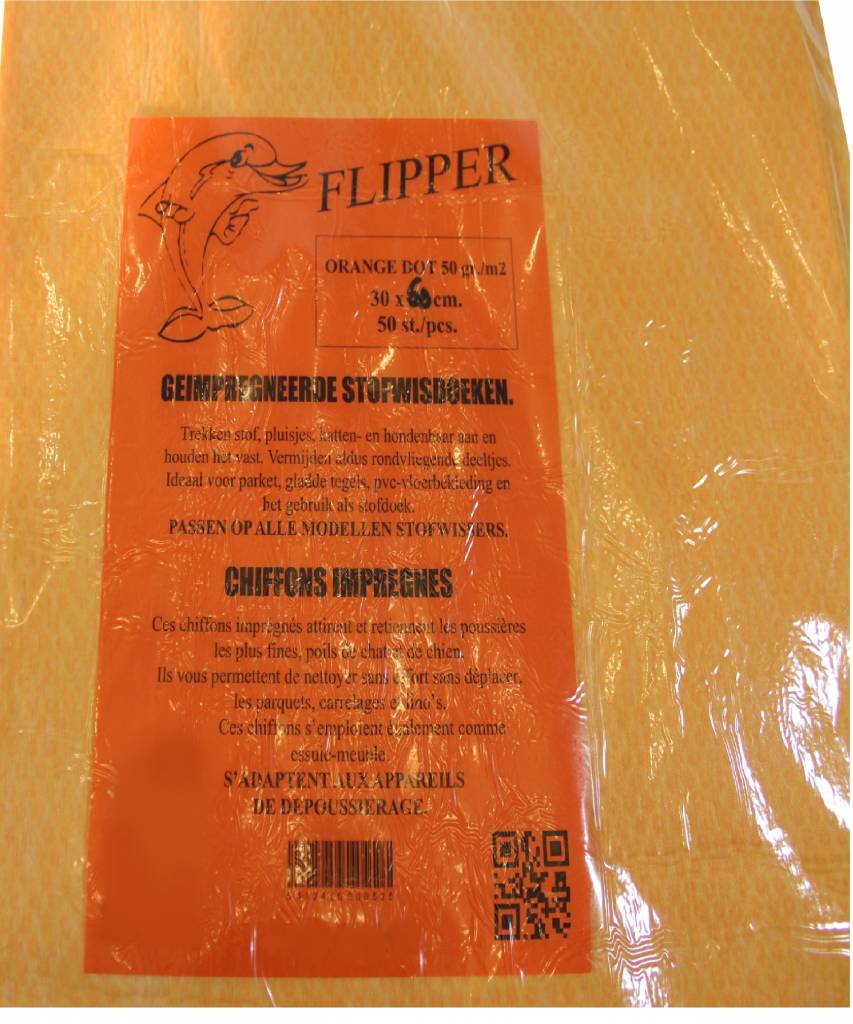 FLIPPER
ORANGE DOT 50 gr./m2
30 x 60 cm.
50 st./pcs.
GEIMPREGNEERDE STOFWISDOEKEN.
Trekken stof, pluisjes, katten- en hondenhaar aan en
houden het vast. Vermijden aldus rondvliegende deeltjes.
Ideaal voor parket, gladde tegels, pvc-vloerbekleding en
het gebruik als stofdoek.
PASSEN OP ALLE MODELLEN STOFWISSERS.
CHIFFONS IMPREGNES
Ces chiffons imprègnés attirent et retiennent les poussières
les plus fines, poils de chat et de chien.
Ils vous permettent de nettoyer sans effort sans déplacer,
les parquets, carrelages et lino's.
Ces chiffons s'emploient également comme
essuie-meuble.
S'ADAPTENT AUX APPAREILS
DE DEPOUSSIERAGE.